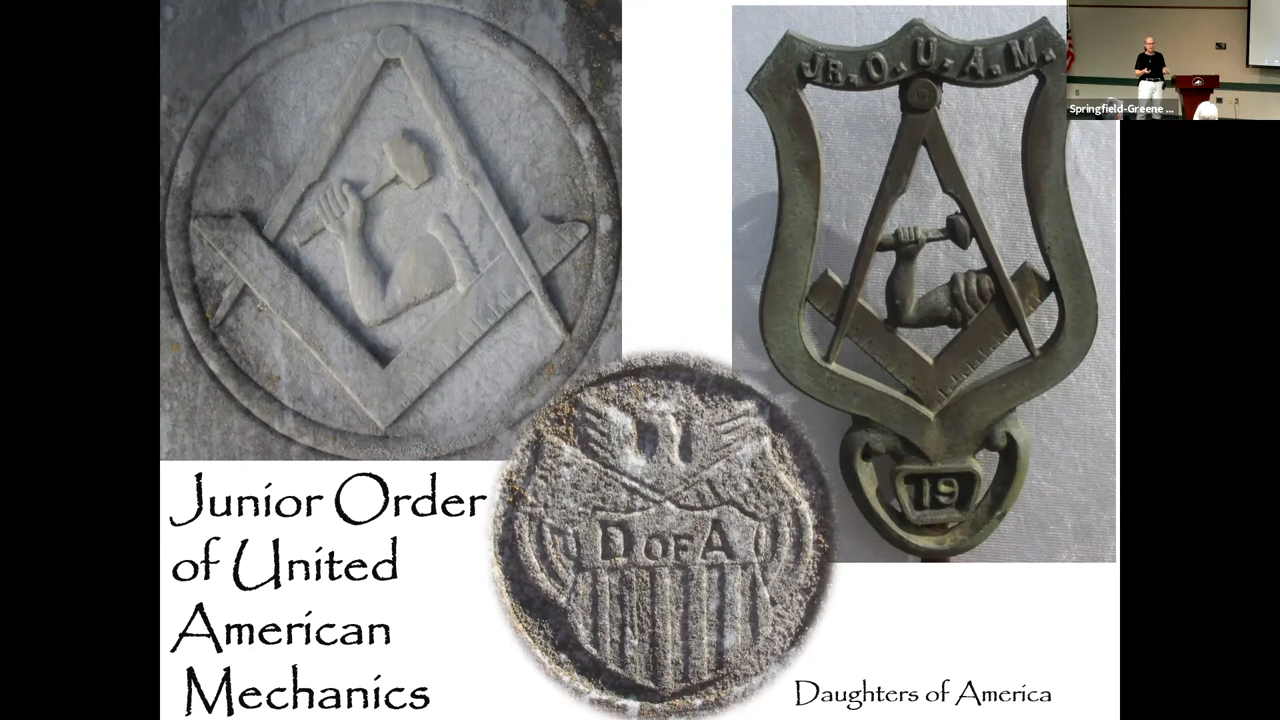 JR.O.U.A.M.
Springfield-Greene ...
19
D OF A
Junior Order
of United
American
Mechanics
Daughters of America